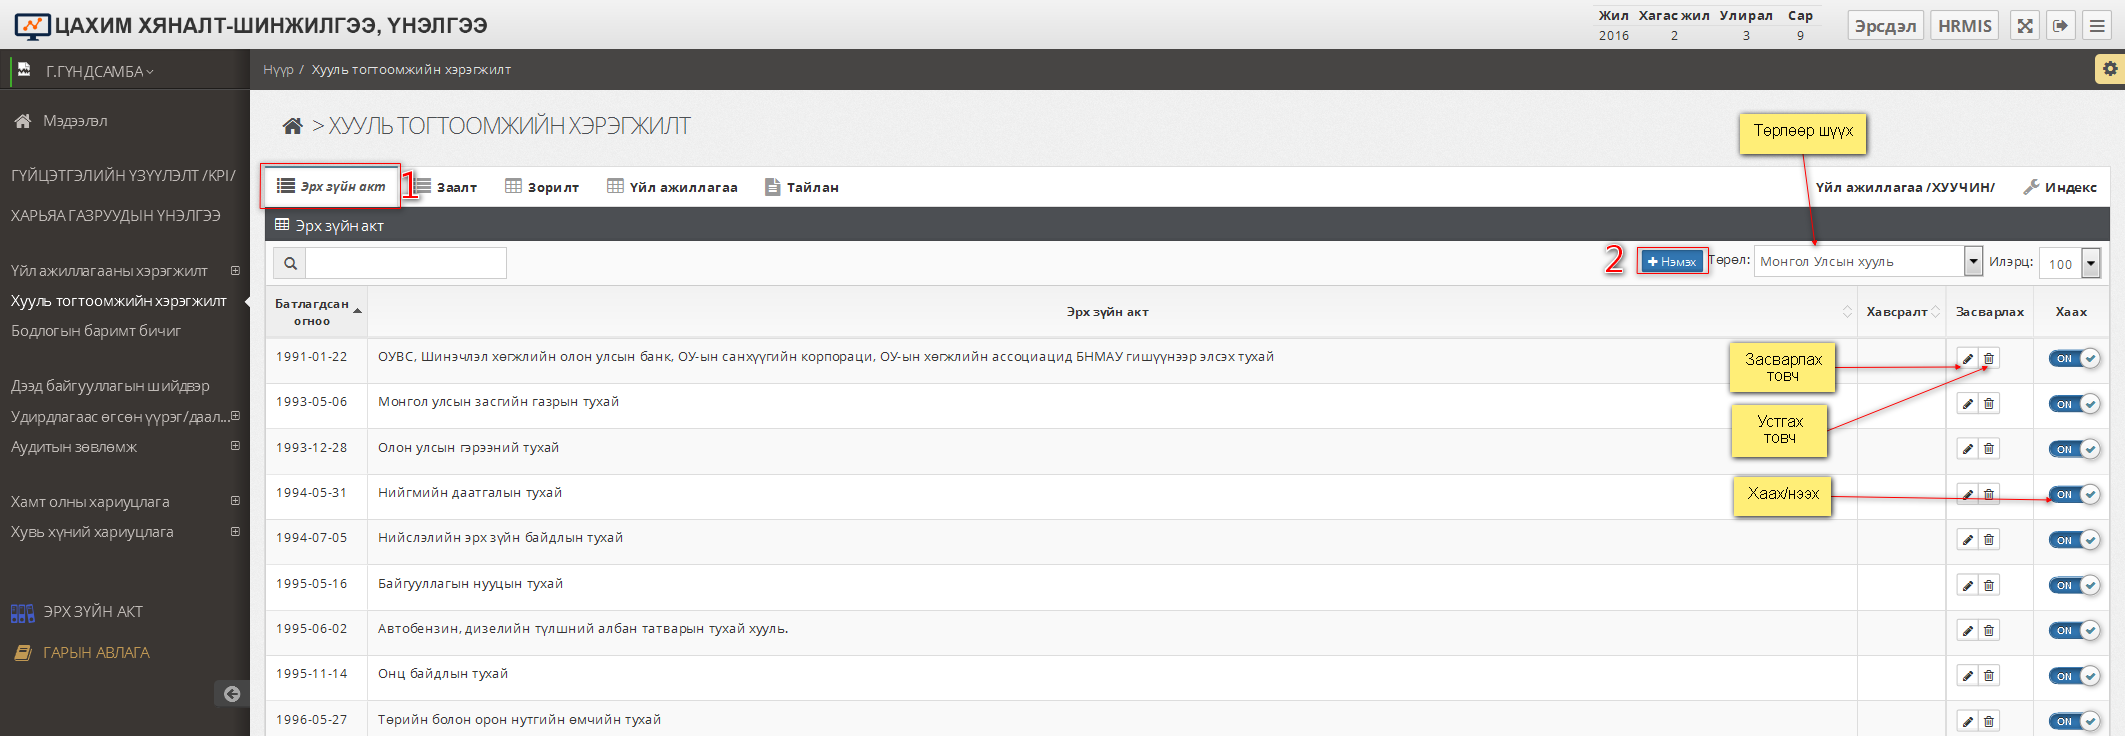 ЦАХИМ ХЯНАЛТ-ШИНЖИЛГЭЭ, ҮНЭЛГЭЭ
Жил Хагас жил Улирал Сар
2016 2 3 9
Эрсдэл HRMIS
Г.ГҮНДСАМБА
Нүүр / Хууль тогтоомжийн хэрэгжилт
Мэдээлэл
ГҮЙЦЭТГЭЛИЙН ҮЗҮҮЛЭЛТ /KPI/
ХАРЬЯА ГАЗРУУДЫН ҮНЭЛГЭЭ
Үйл ажиллагааны хэрэгжилт
Хууль тогтоомжийн хэрэгжилт
Бодлогын баримт бичиг
Дээд байгууллагын шийдвэр
Удирдлагаас өгсөн үүрэг/даал...
Аудитын зөвлөмж
Хамт олны хариуцлага
Хувь хүний хариуцлага
ЭРХ ЗҮЙН АКТ
ГАРЫН АВЛАГА
> ХУУЛЬ ТОГТООМЖИЙН ХЭРЭГЖИЛТ
Төрлөөр шүүх
Эрх зүйн акт 1 Заалт Зорилт Үйл ажиллагаа Тайлан Үйл ажиллагаа /ХУУЧИН/ Индекс
Эрх зүйн акт
2 Нэмэх Төрөл: Монгол Улсын хууль Илэрц: 100
Батлагдсан огноо Эрх зүйн акт Хавсралт Засварлах Хаах
1991-01-22 ОУВС, Шинэчлэл хөгжлийн олон улсын банк, ОУ-ын санхүүгийн корпораци, ОУ-ын хөгжлийн ассоциацид БНМАУ гишүүнээр элсэх тухай ON
Засварлах
товч
1993-05-06 Монгол улсын засгийн газрын тухай ON
Устгах
товч
1993-12-28 Олон улсын гэрээний тухай ON
1994-05-31 Нийгмийн даатгалын тухай ON
Хаах/нээх
1994-07-05 Нийслэлийн эрх зүйн байдлын тухай ON
1995-05-16 Байгууллагын нууцын тухай ON
1995-06-02 Автобензин, дизелийн түлшний албан татварын тухай хууль. ON
1995-11-14 Онц байдлын тухай ON
1996-05-27 Төрийн болон орон нутгийн өмчийн тухай ON